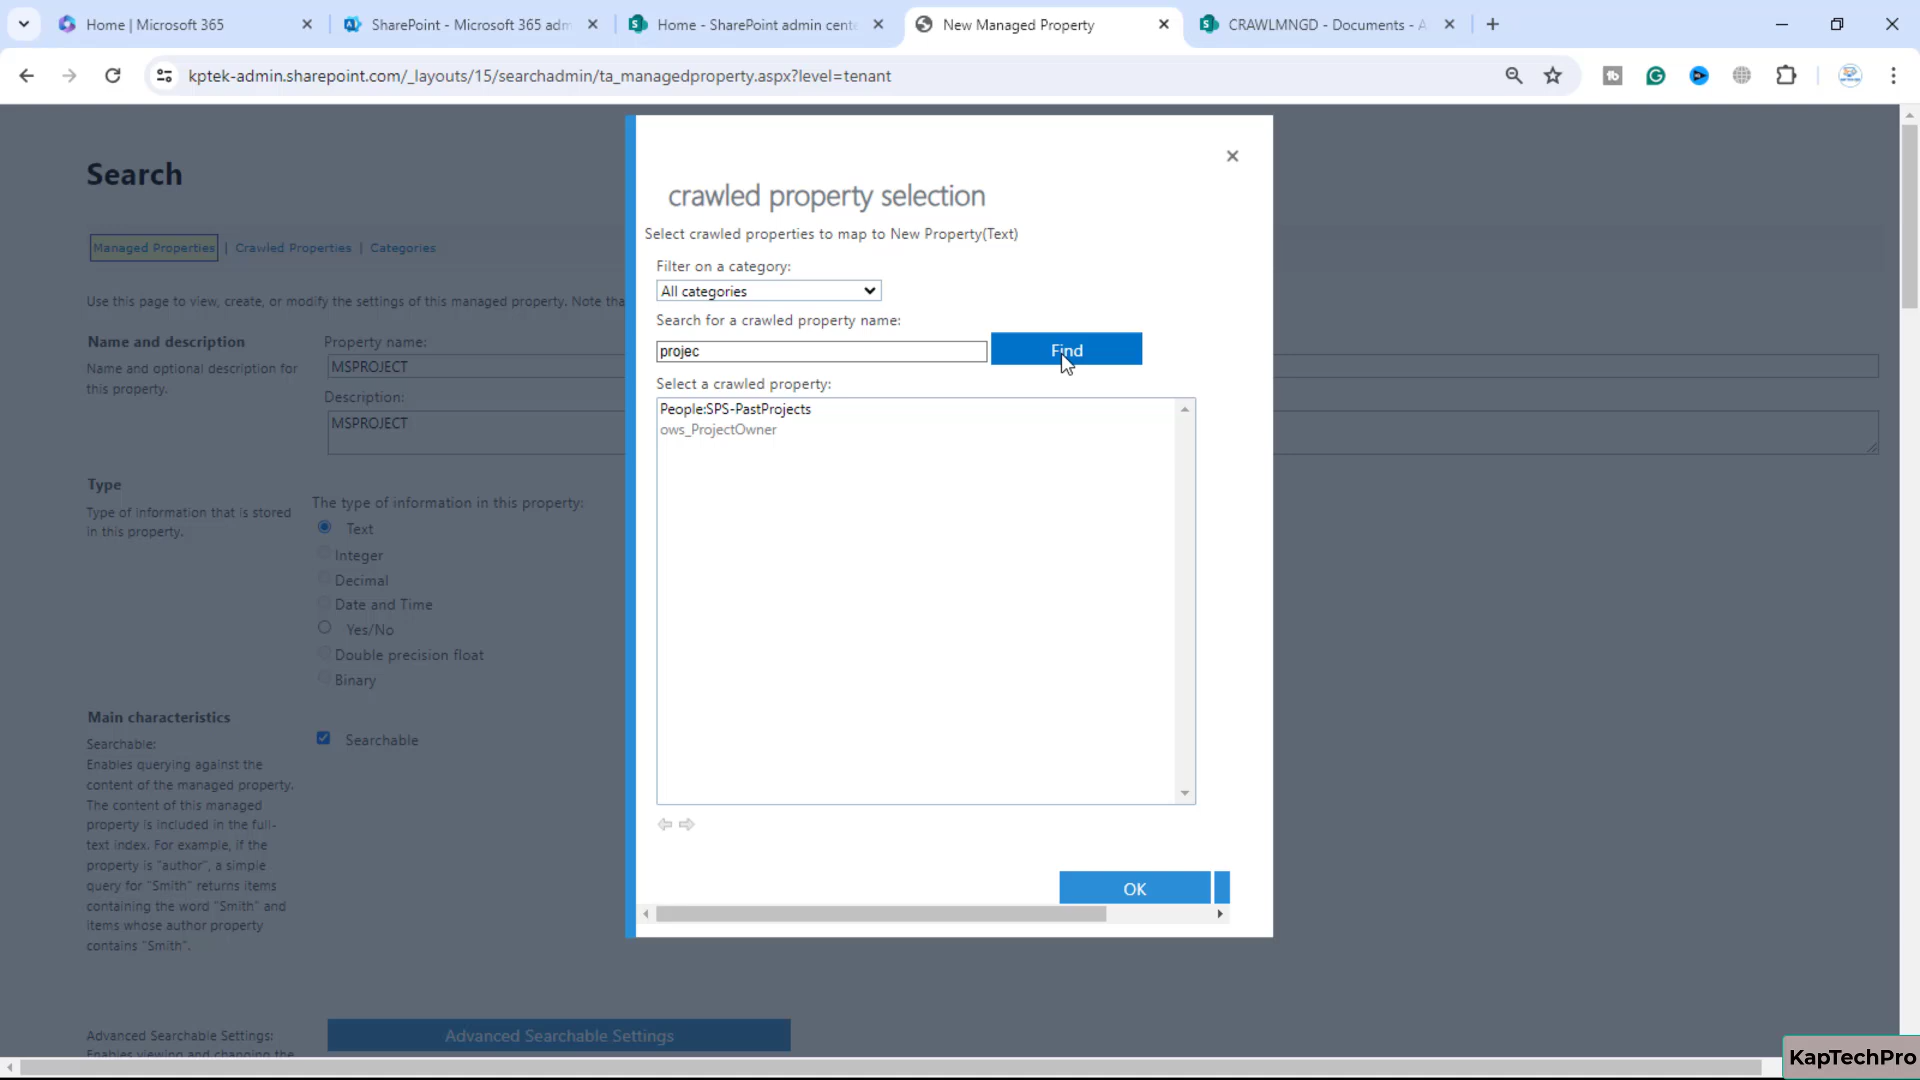 Home | Microsoft 365
SharePoint - Microsoft 365 adm
Home - SharePoint admin cente
New Managed Property
CRAWLMNGD - Documents - A
kptek-admin.sharepoint.com/_layouts/15/searchadmin/ta_managedproperty.aspx?level=tenant
Search
Managed Properties | Crawled Properties | Categories
Use this page to view, create, or modify the settings of this managed property. Note tha
Name and description
Name and optional description for
this property.
Property name:
MSPROJECT
Description:
MSPROJECT
Type
Type of information that is stored
in this property.
The type of information in this property:
Text
Integer
Decimal
Date and Time
Yes/No
Double precision float
Binary
Main characteristics
Searchable:
Enables querying against the
content of the managed property.
The content of this managed
property is included in the full-
text index. For example, if the
property is "author", a simple
query for "Smith" returns items
containing the word "Smith" and
items whose author property
contains "Smith".
Searchable
Advanced Searchable Settings:
Enables viewing and changing the
Advanced Searchable Settings
crawled property selection
Select crawled properties to map to New Property(Text)
Filter on a category:
All categories
Search for a crawled property name:
projec
Find
Select a crawled property:
People:SPS-PastProjects
ows_ProjectOwner
OK
KapTechPro